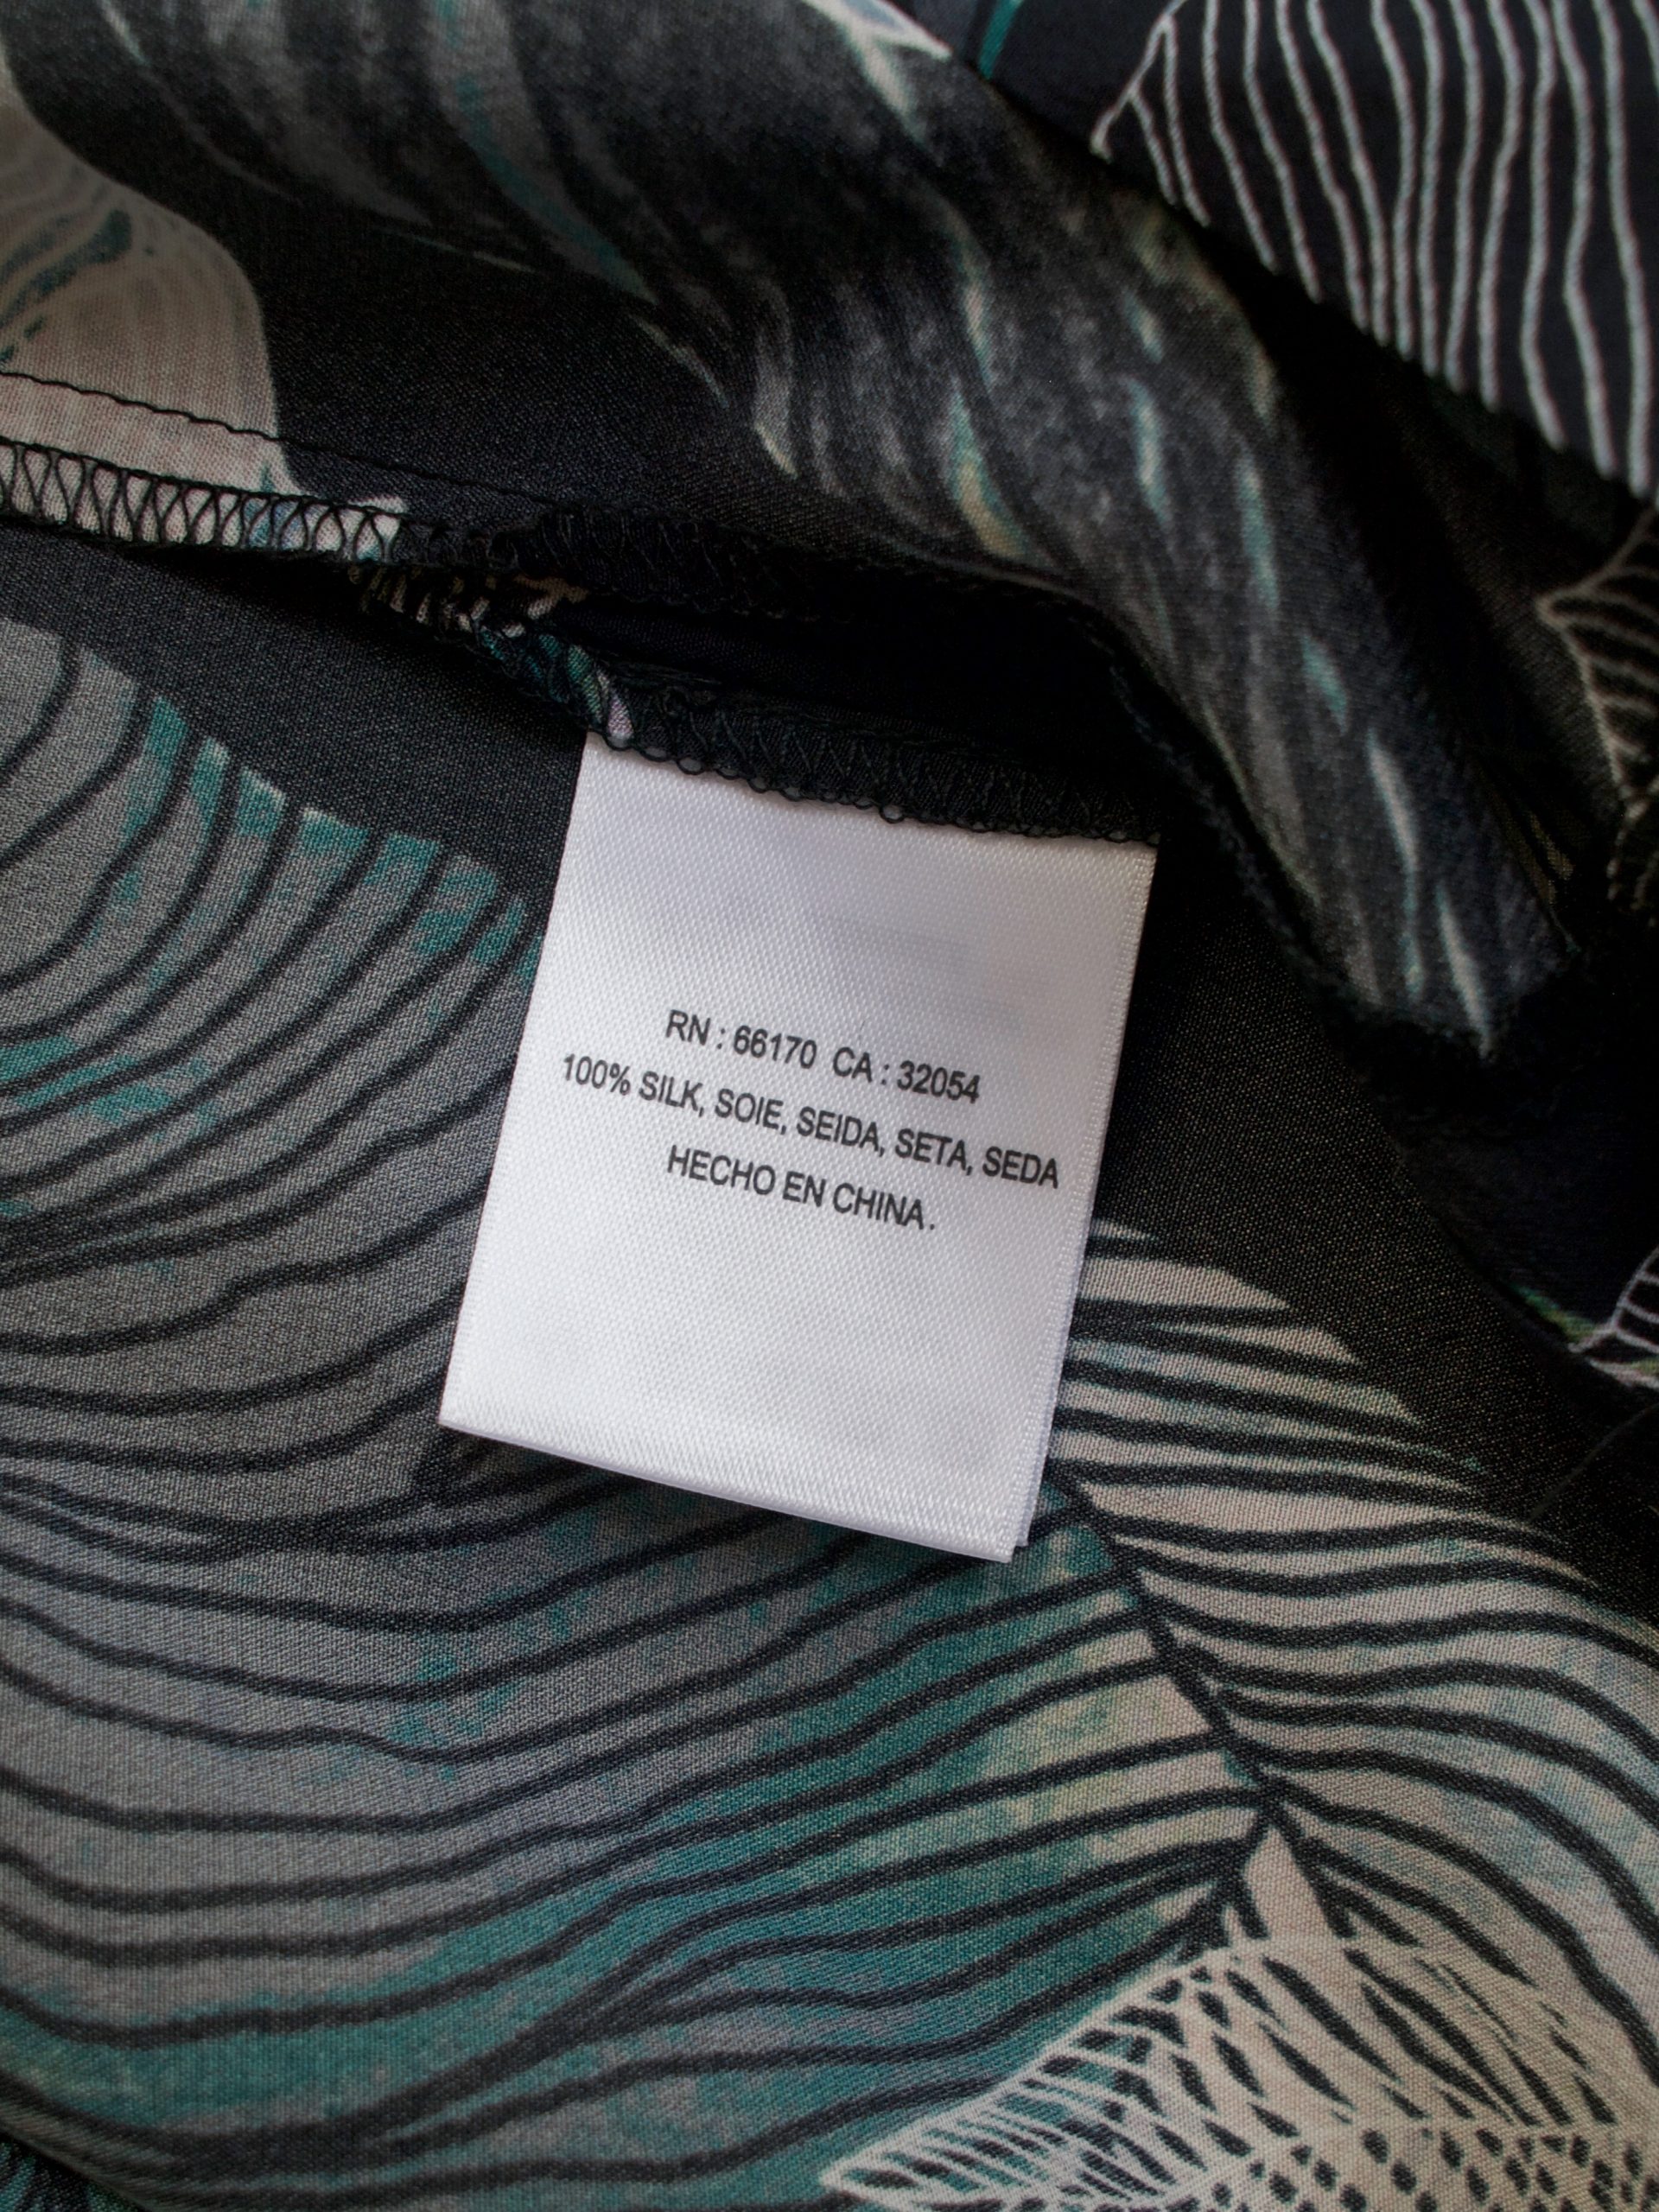 RN : 66170 CA : 32054
100% SILK, SOIE, SEIDA, SETA, SEDA
HECHO EN CHINA.